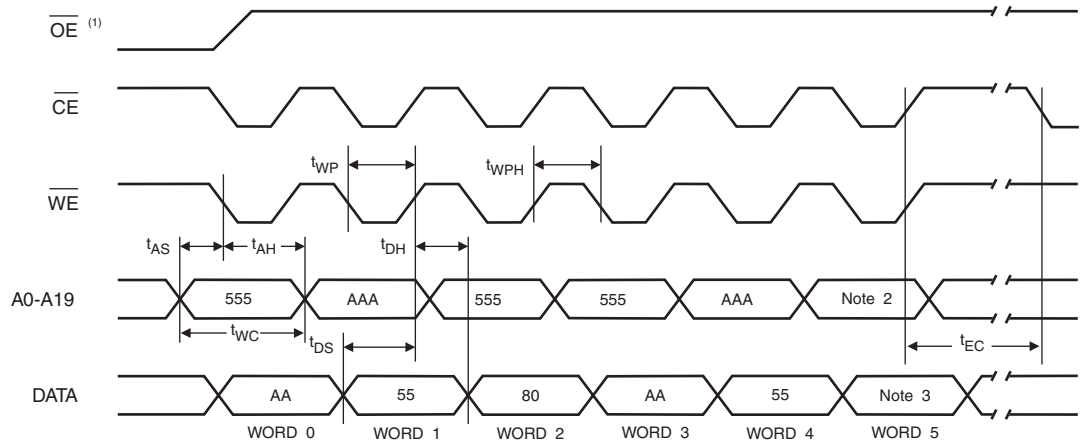 OE (1)
CE
tWP tWPH
WE
tAS tAH tDH
A0-A19 555 AAA 555 555 AAA Note 2
tWC tDS tEC
DATA AA 55 80 AA 55 Note 3
WORD 0 WORD 1 WORD 2 WORD 3 WORD 4 WORD 5